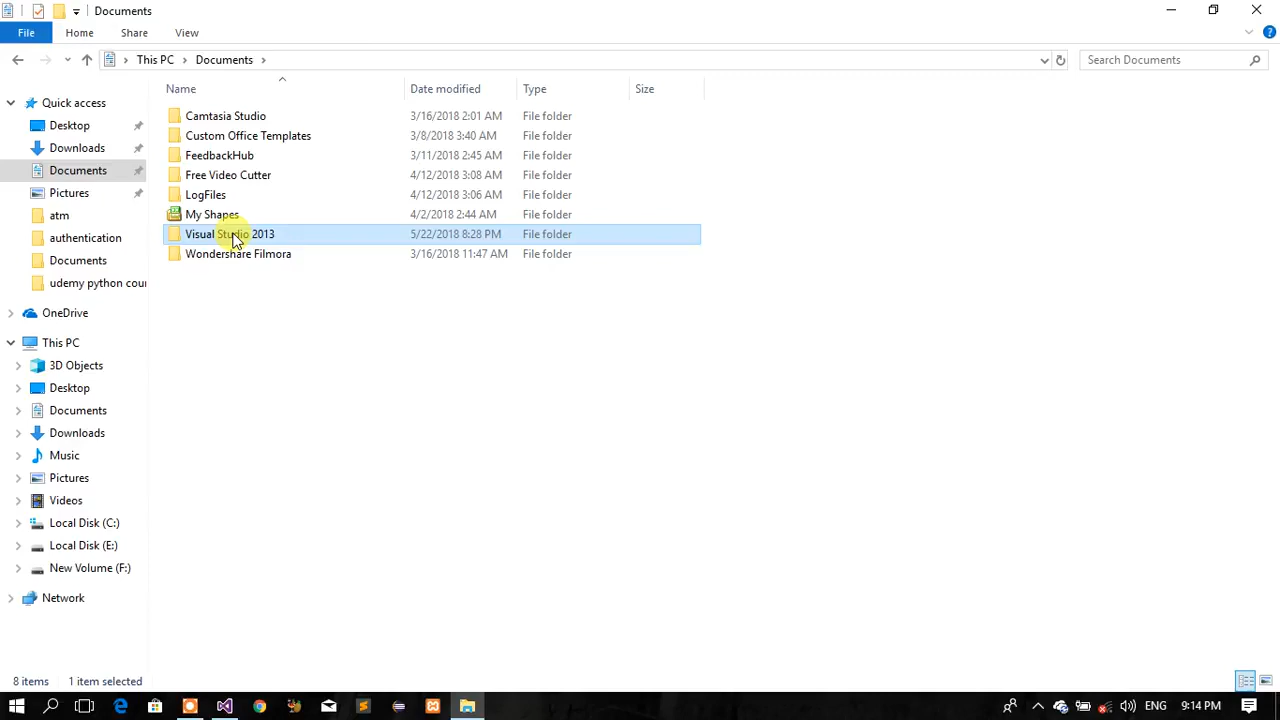 Documents
File Home Share View
This PC Documents Search Documents
Name Date modified Type Size
Quick access
Desktop
Downloads
Documents
Pictures
atm
authentication
Documents
udemy python cour
OneDrive
This PC
3D Objects
Desktop
Documents
Downloads
Music
Pictures
Videos
Local Disk (C:)
Local Disk (E:)
New Volume (F:)
Network
Camtasia Studio 3/16/2018 2:01 AM File folder
Custom Office Templates 3/8/2018 3:40 AM File folder
FeedbackHub 3/11/2018 2:45 AM File folder
Free Video Cutter 4/12/2018 3:08 AM File folder
LogFiles 4/12/2018 3:06 AM File folder
My Shapes 4/2/2018 2:44 AM File folder
Visual Studio 2013 5/22/2018 8:28 PM File folder
Wondershare Filmora 3/16/2018 11:47 AM File folder
8 items 1 item selected
ENG 9:14 PM